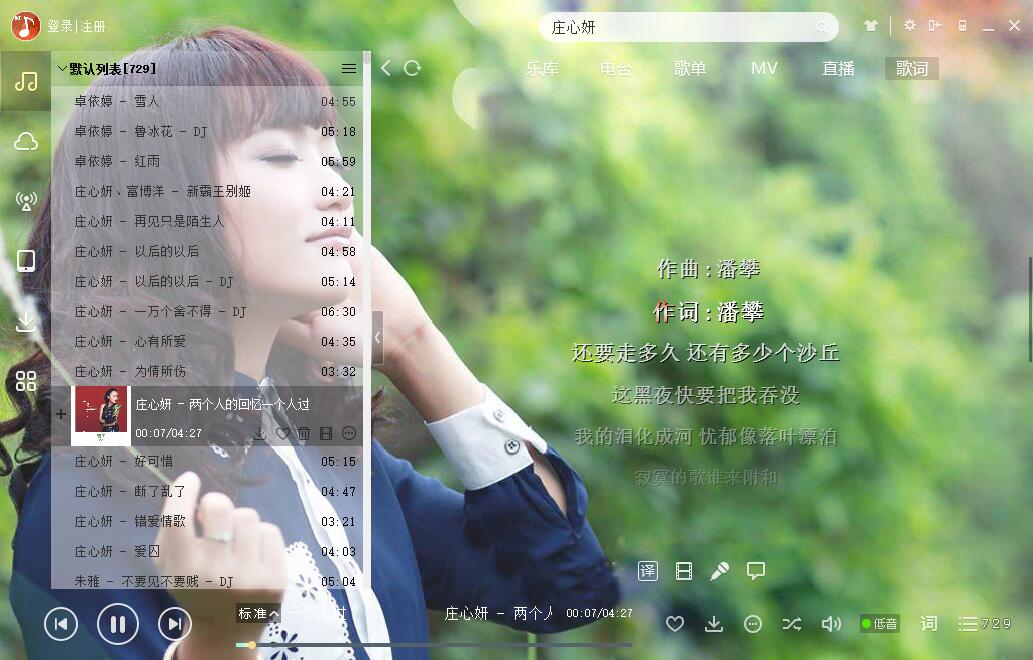 登录|注册
庄心妍
默认列表[729]
乐库 电台 歌单 MV 直播 歌词
卓依婷 - 雪人 04:55
卓依婷 - 鲁冰花 - DJ 05:18
卓依婷 - 红雨 05:59
庄心妍、富博洋 - 新霸王别姬 04:21
庄心妍 - 再见只是陌生人 04:11
庄心妍 - 以后的以后 04:58
庄心妍 - 以后的以后 - DJ 05:14
庄心妍 - 一万个舍不得 - DJ 06:30
庄心妍 - 心有所爱 04:35
庄心妍 - 为情所伤 03:32
庄心妍 - 两个人的回忆一个人过
00:07/04:27
庄心妍 - 好可惜 05:15
庄心妍 - 断了乱了 04:47
庄心妍 - 错爱情歌 03:21
庄心妍 - 爱囚 04:03
朱雅 - 不要见不要贱 - DJ 05:04
作曲:潘攀
作词:潘攀
还要走多久 还有多少个沙丘
这黑夜快要把我吞没
我的泪化成河 忧郁像落叶漂泊
寂寞的歌谁来附和
译
标准 一个人过 庄心妍 - 两个人 00:07/04:27
低音 词 729